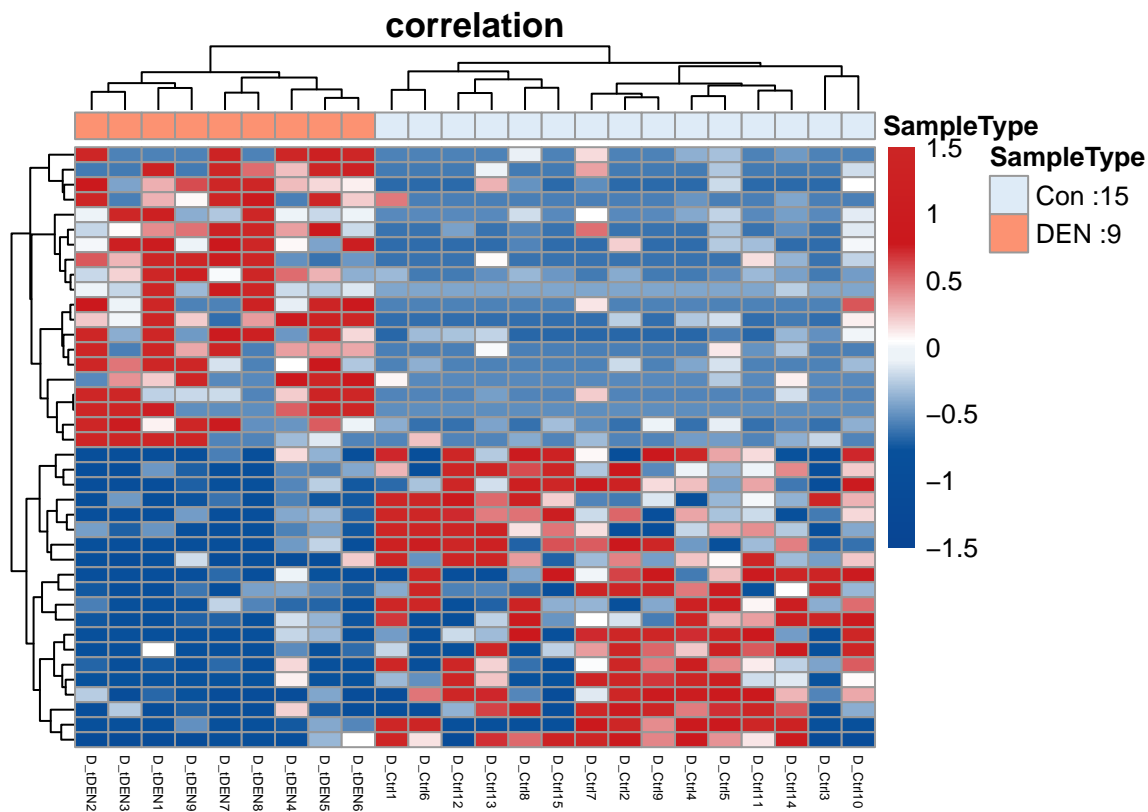 correlation
SampleType
1.5
1
0.5
0
−0.5
−1
−1.5
SampleType
Con :15
DEN :9
D_tDEN2
D_tDEN3
D_tDEN1
D_tDEN9
D_tDEN7
D_tDEN8
D_tDEN4
D_tDEN5
D_tDEN6
D_Ctrl1
D_Ctrl6
D_Ctrl12
D_Ctrl13
D_Ctrl8
D_Ctrl15
D_Ctrl7
D_Ctrl2
D_Ctrl9
D_Ctrl4
D_Ctrl5
D_Ctrl11
D_Ctrl14
D_Ctrl3
D_Ctrl10